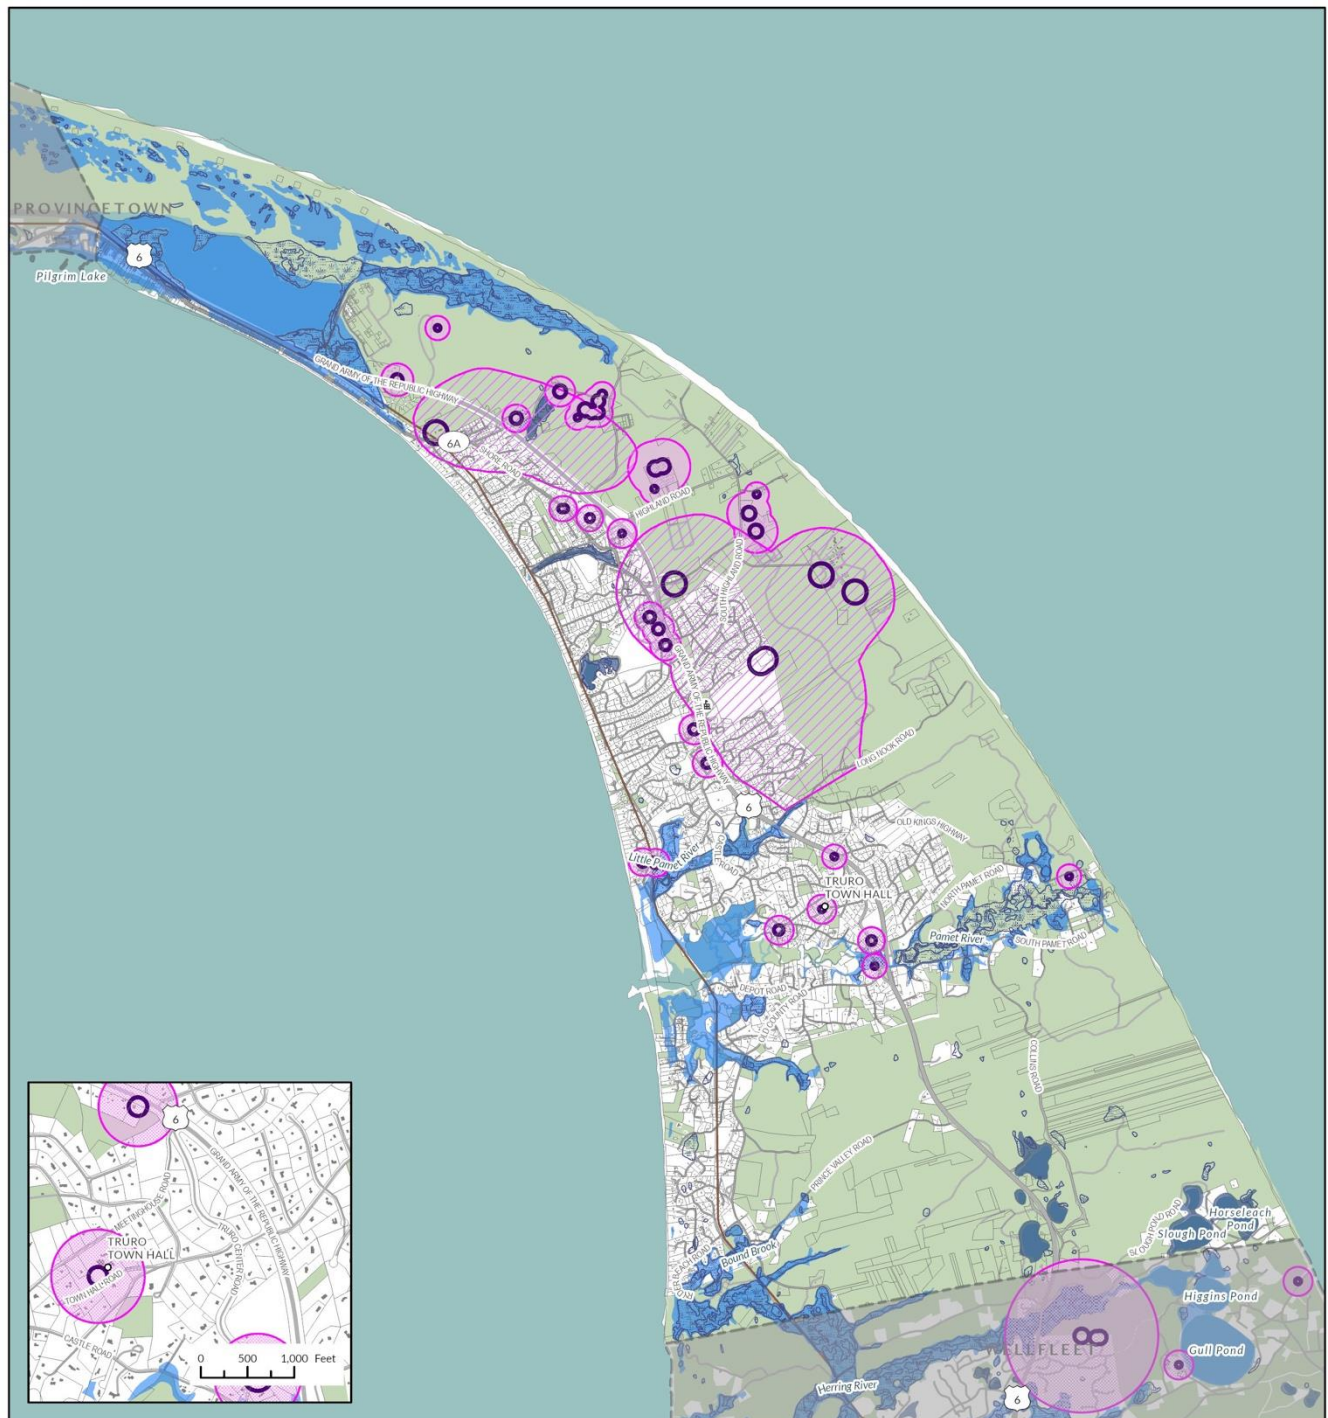 PROVINCETOWN
6
Pilgrim Lake
GRAND ARMY OF THE REPUBLIC HIGHWAY
6A
SHORE ROAD
HIGHLAND ROAD
SOUTH HIGHLAND ROAD
GRAND ARMY OF THE REPUBLIC HIGHWAY
LONG NOOK ROAD
6
OLD KINGS HIGHWAY
Little Pamet River
CASTLE ROAD
TRURO
TOWN HALL
NORTH PAMET ROAD
Pamet River
SOUTH PAMET ROAD
DEPOT ROAD
OLD COUNTY ROAD
COLLINS ROAD
PRINCE VALLEY ROAD
SLOUGH POND ROAD
Horseleach
Pond
Slough Pond
Bound Brook
RYDER BEACH ROAD
Higgins Pond
WELLFLEET
Gull Pond
Herring River
6
6
GRAND ARMY OF THE REPUBLIC HIGHWAY
MEETINGHOUSE ROAD
TRURO
TOWN HALL
TRURO CENTER ROAD
TOWN HALL ROAD
CASTLE ROAD
0 500 1,000 Feet